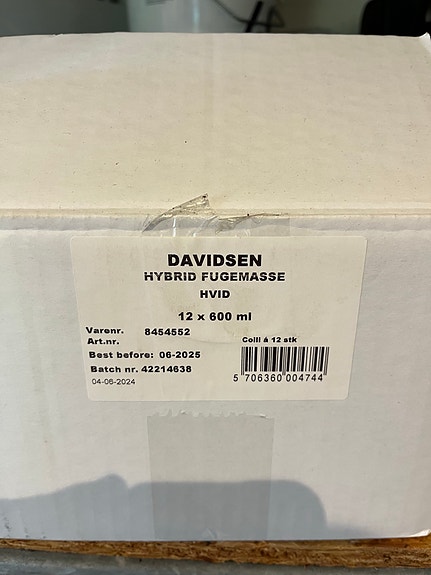 DAVIDSEN
HYBRID FUGEMASSE
HVID
12 x 600 ml
Varenr. 8454552
Art.nr.
Colli á 12 stk
Best before: 06-2025
Batch nr. 42214638
04-06-2024
5 706360 004744